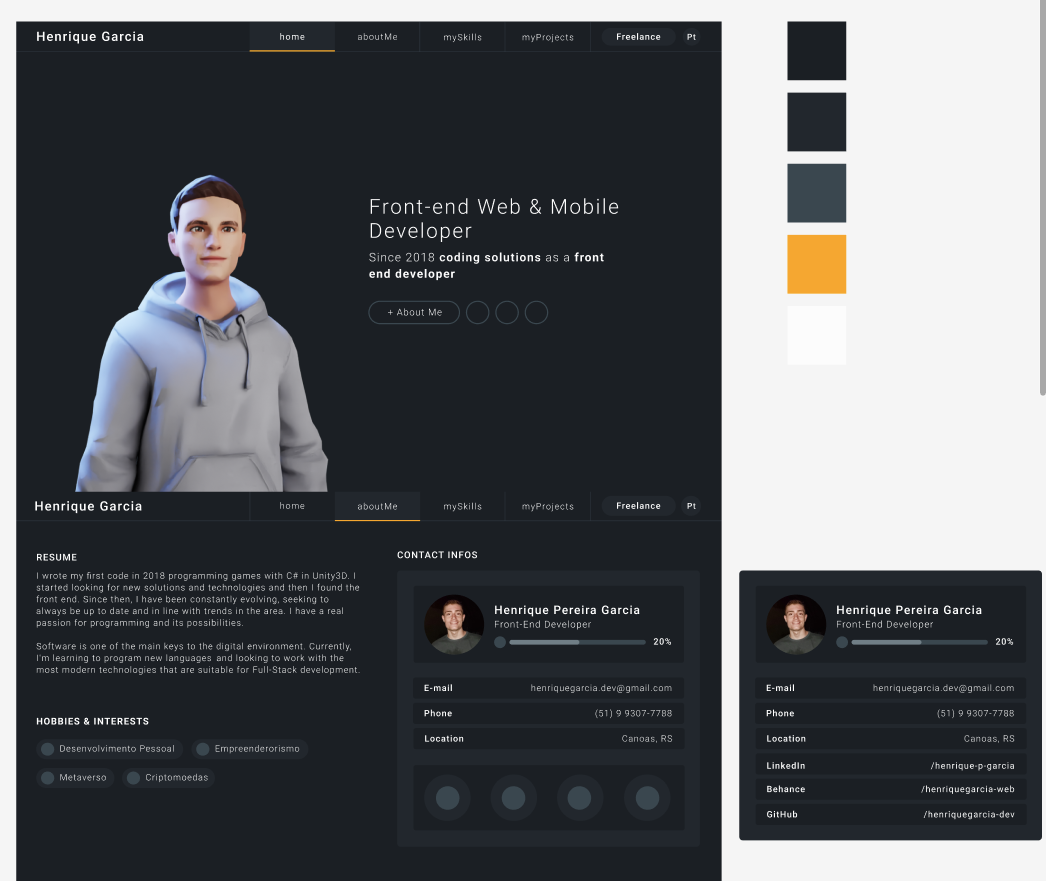 Henrique Garcia
home
aboutMe
mySkills
myProjects
Freelance
Pt
Front-end Web & Mobile
Developer
Since 2018 coding solutions as a front
end developer
+ About Me
Henrique Garcia
home
aboutMe
mySkills
myProjects
Freelance
Pt
RESUME
I wrote my first code in 2018 programming games with C# in Unity3D. I
started looking for new solutions and technologies and then I found the
front end. Since then, I have been constantly evolving, seeking to
always be up to date and in line with trends in the area. I have a real
passion for programming and its possibilities.
Software is one of the main keys to the digital environment. Currently,
I'm learning to program new languages and looking to work with the
most modern technologies that are suitable for Full-Stack development.
HOBBIES & INTERESTS
Desenvolvimento Pessoal
Empreenderorismo
Metaverso
Criptomoedas
CONTACT INFOS
Henrique Pereira Garcia
Front-End Developer
20%
E-mail
henriquegarcia.dev@gmail.com
Phone
(51) 9 9307-7788
Location
Canoas, RS
Henrique Pereira Garcia
Front-End Developer
20%
E-mail
henriquegarcia.dev@gmail.com
Phone
(51) 9 9307-7788
Location
Canoas, RS
LinkedIn
/henrique-p-garcia
Behance
/henriquegarcia-web
GitHub
/henriquegarcia-dev